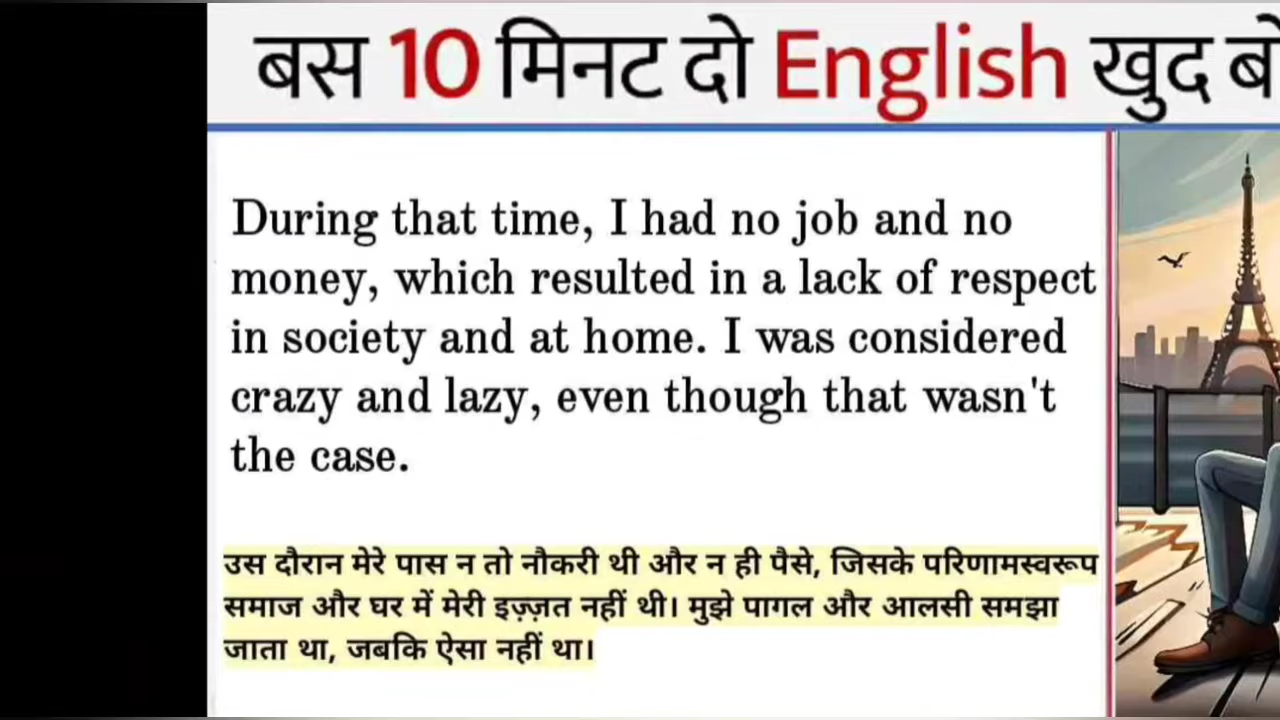 बस 10 मिनट दो English खुद
During that time, I had no job and no
money, which resulted in a lack of respect
in society and at home. I was considered
crazy and lazy, even though that wasn't
the case.
उस दौरान मेरे पास न तो नौकरी थी और न ही पैसे, जिसके परिणामस्वरूप
समाज और घर में मेरी इज़्ज़त नहीं थी। मुझे पागल और आलसी समझा
जाता था, जबकि ऐसा नहीं था।